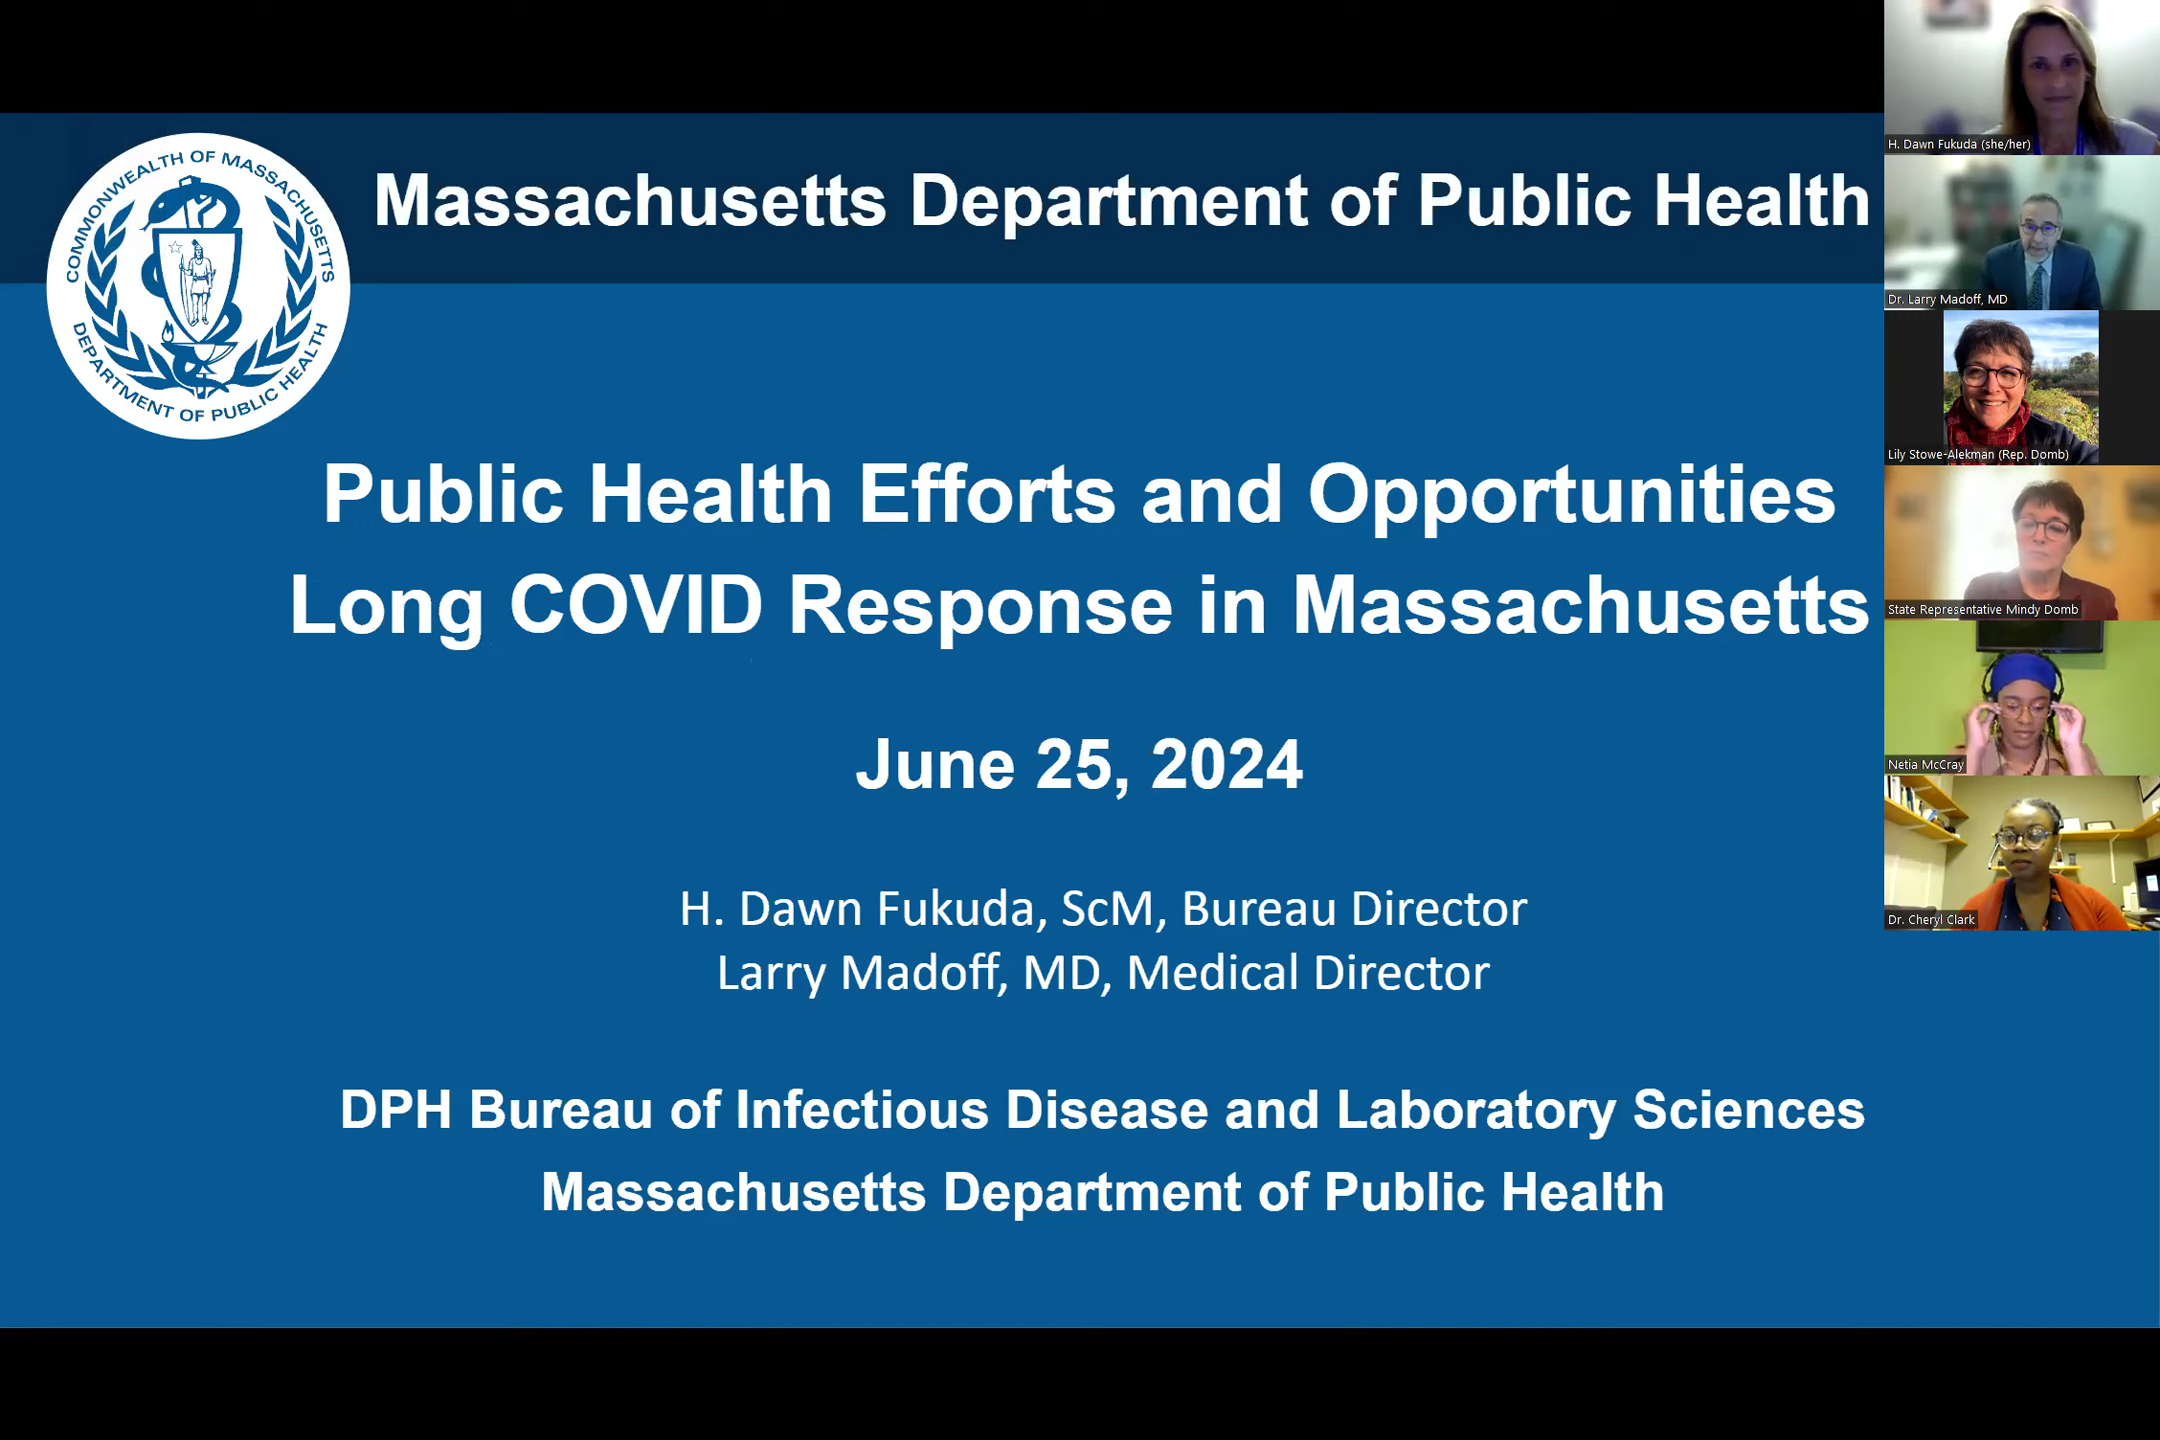 COMMONWEALTH OF MASSACHUSETTS
DEPARTMENT OF PUBLIC HEALTH
Massachusetts Department of Public Health
Public Health Efforts and Opportunities
Long COVID Response in Massachusetts
June 25, 2024
H. Dawn Fukuda, ScM, Bureau Director
Larry Madoff, MD, Medical Director
DPH Bureau of Infectious Disease and Laboratory Sciences
Massachusetts Department of Public Health
H. Dawn Fukuda (she/her)
Dr. Larry Madoff, MD
Lily Stowe-Alekman (Rep. Domb)
State Representative Mindy Domb
Netia McCray
Dr. Cheryl Clark